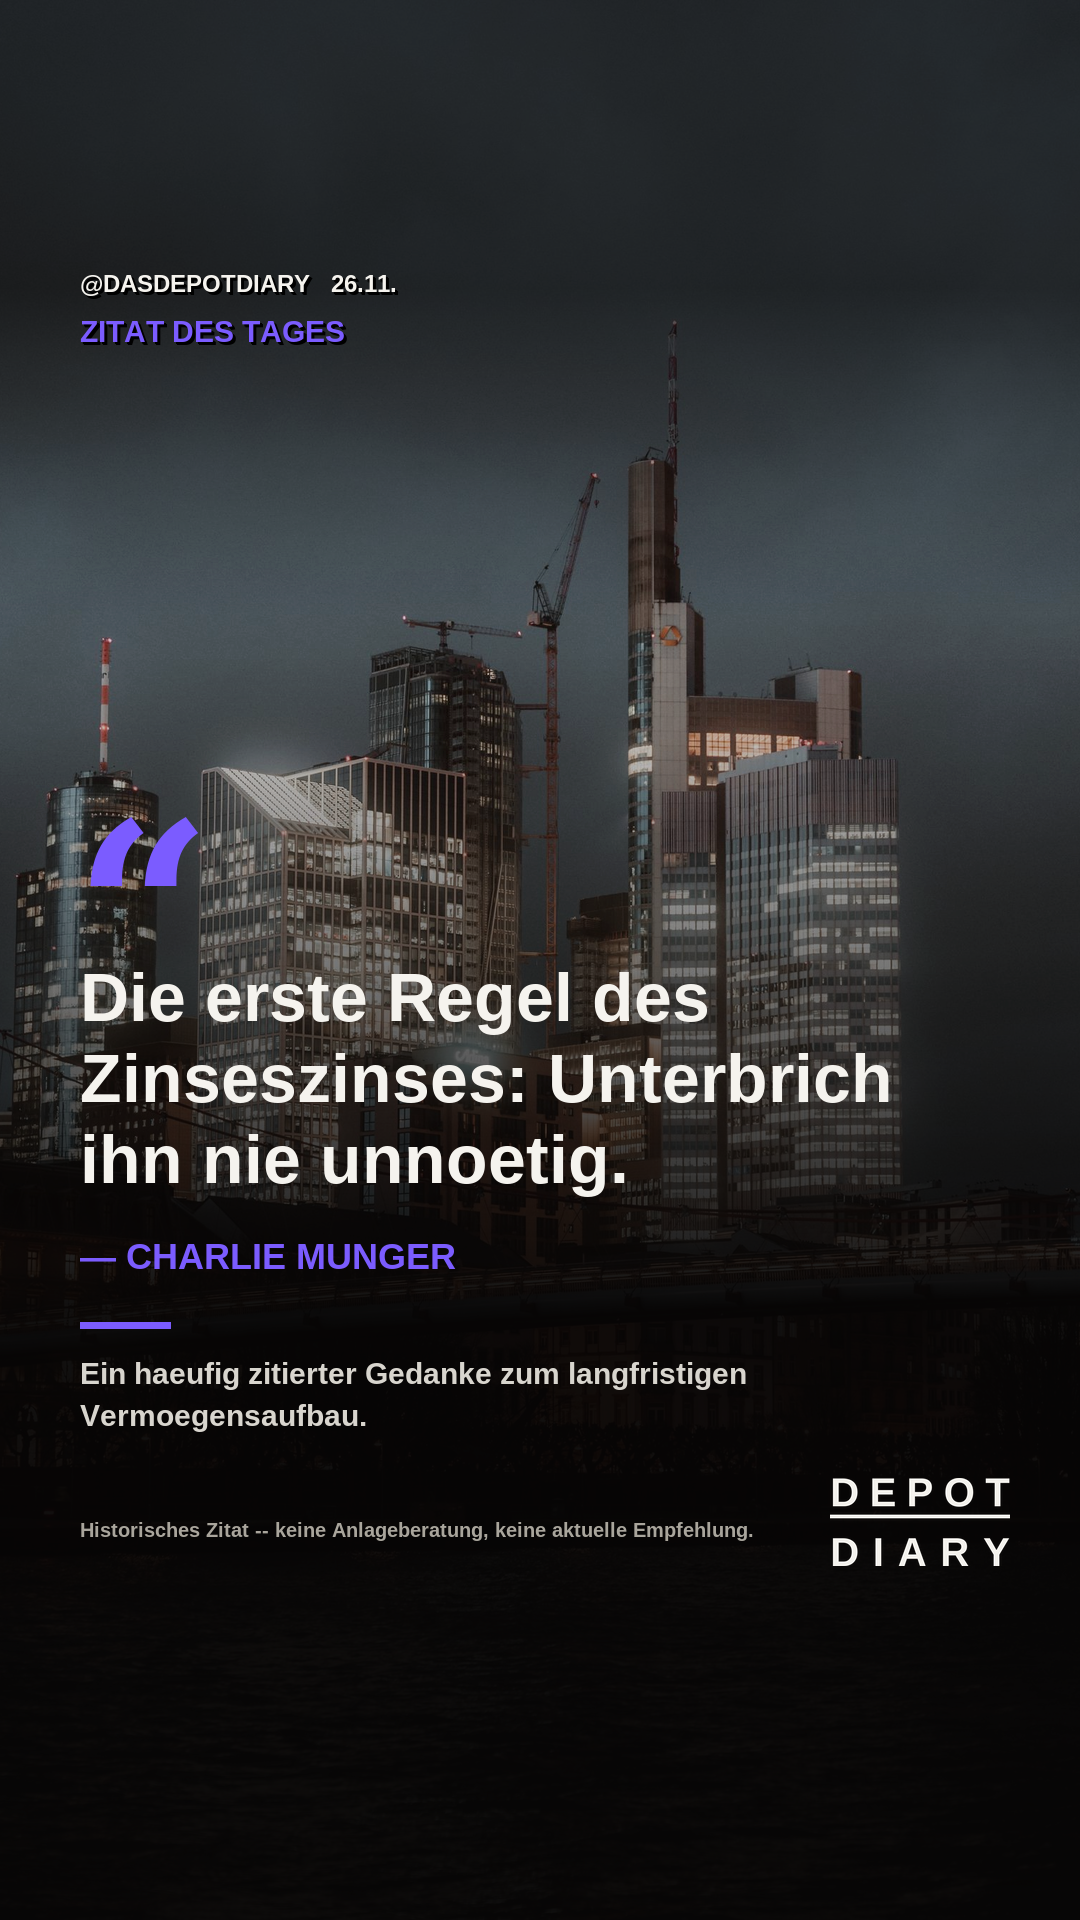 @DASDEPOTDIARY 26.11.
ZITAT DES TAGES
“
Die erste Regel des
Zinseszinses: Unterbrich
ihn nie unnoetig.
— CHARLIE MUNGER
Ein haeufig zitierter Gedanke zum langfristigen
Vermoegensaufbau.
Historisches Zitat -- keine Anlageberatung, keine aktuelle Empfehlung.
DEPOT
DIARY